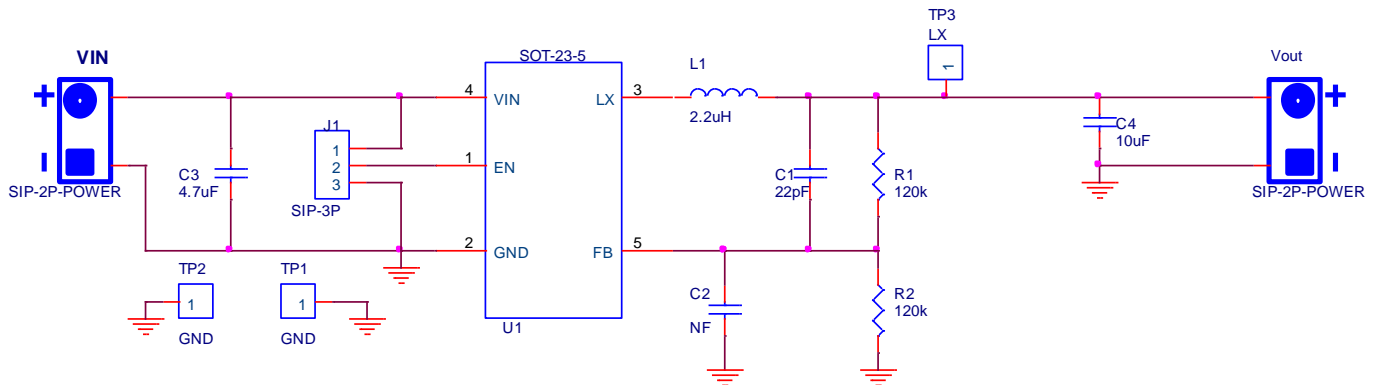 VIN
+
-
SIP-2P-POWER
C3
4.7uF
J1
1
2
3
SIP-3P
TP2
1
GND
TP1
1
GND
SOT-23-5
4
VIN
1
EN
2
GND
LX
3
FB
5
U1
L1
2.2uH
C1
22pF
R1
120k
C2
NF
R2
120k
TP3
LX
1
C4
10uF
Vout
+
-
SIP-2P-POWER